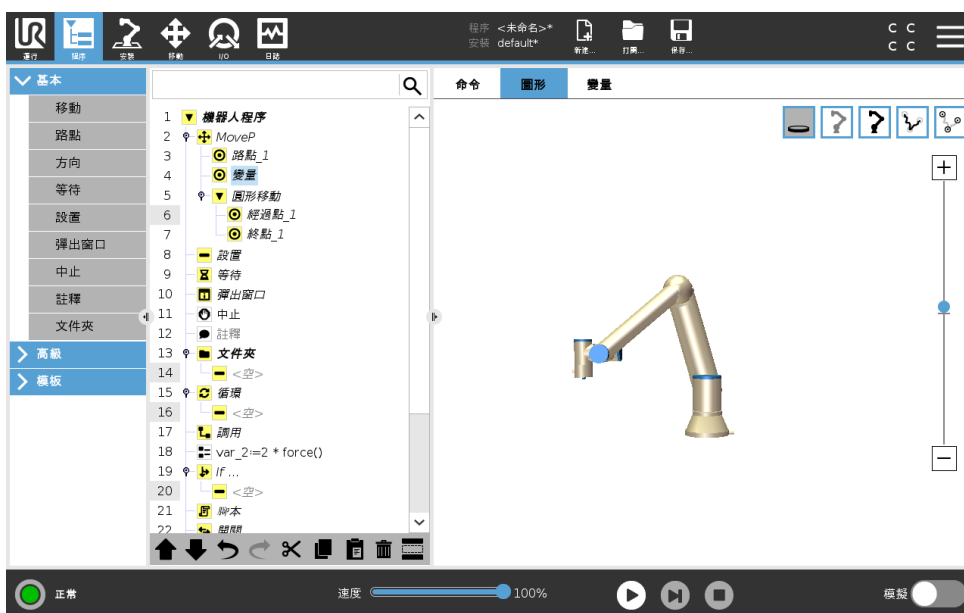 UR
運行
程序
安裝
移動
I/O
日誌
程序 <未命名>*
安裝 default*
新建...
打開...
保存...
C C
C C
基本
移動
路點
方向
等待
設置
彈出窗口
中止
註釋
文件夾
高級
模板
1 機器人程序
2 MoveP
3 路點_1
4 變量
5 圓形移動
6 經過點_1
7 終點_1
8 設置
9 等待
10 彈出窗口
11 中止
12 註釋
13 文件夾
14 <空>
15 循環
16 <空>
17 調用
18 var_2≔2 * force()
19 If ...
20 <空>
21 腳本
22 開關
命令 圖形 變量
正常
速度 100%
模擬